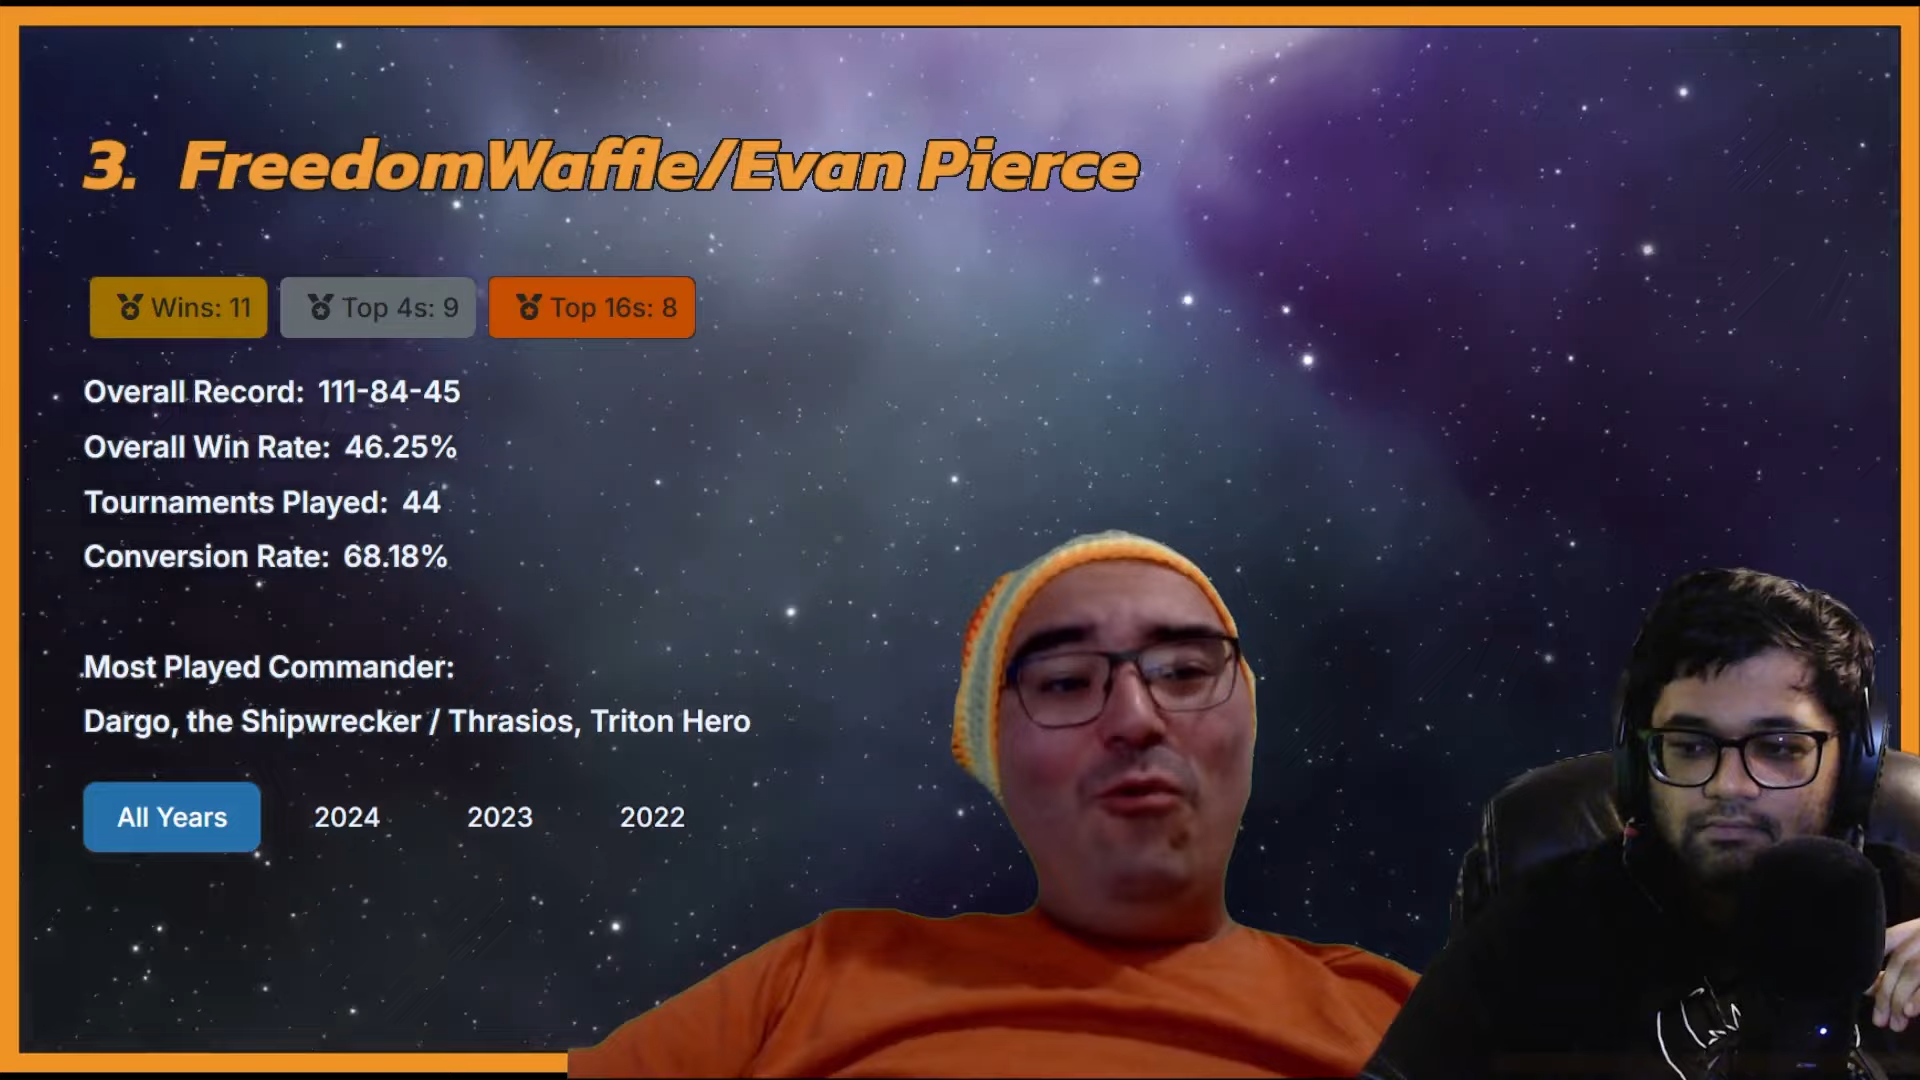 3. FreedomWaffle/Evan Pierce
Wins: 11 Top 4s: 9 Top 16s: 8
Overall Record: 111-84-45
Overall Win Rate: 46.25%
Tournaments Played: 44
Conversion Rate: 68.18%
Most Played Commander:
Dargo, the Shipwrecker / Thrasios, Triton Hero
All Years 2024 2023 2022